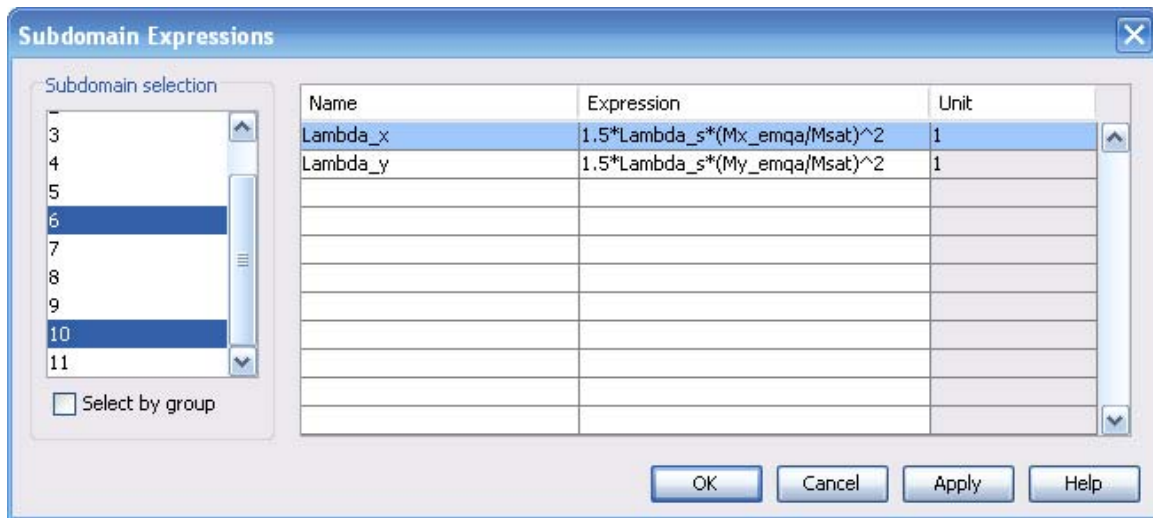 Subdomain Expressions
Subdomain selection
3
4
5
6
7
8
9
10
11
Select by group
Name Expression Unit
Lambda_x 1.5*Lambda_s*(Mx_emqa/Msat)^2 1
Lambda_y 1.5*Lambda_s*(My_emqa/Msat)^2 1
OK Cancel Apply Help